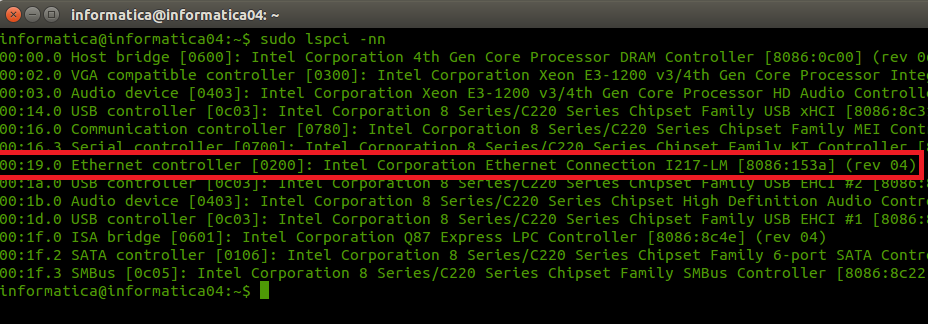 informatica@informatica04: ~
informatica@informatica04:~$ sudo lspci -nn
00:00.0 Host bridge [0600]: Intel Corporation 4th Gen Core Processor DRAM Controller [8086:0c00] (rev 0
00:02.0 VGA compatible controller [0300]: Intel Corporation Xeon E3-1200 v3/4th Gen Core Processor Inte
00:03.0 Audio device [0403]: Intel Corporation Xeon E3-1200 v3/4th Gen Core Processor HD Audio Controll
00:14.0 USB controller [0c03]: Intel Corporation 8 Series/C220 Series Chipset Family USB xHCI [8086:8c3
00:16.0 Communication controller [0780]: Intel Corporation 8 Series/C220 Series Chipset Family MEI Cont
00:16.3 Serial controller [0700]: Intel Corporation 8 Series/C220 Series Chipset Family KT Controller [
00:19.0 Ethernet controller [0200]: Intel Corporation Ethernet Connection I217-LM [8086:153a] (rev 04)
00:1a.0 USB controller [0c03]: Intel Corporation 8 Series/C220 Series Chipset Family USB EHCI #2 [8086:
00:1b.0 Audio device [0403]: Intel Corporation 8 Series/C220 Series Chipset High Definition Audio Contr
00:1d.0 USB controller [0c03]: Intel Corporation 8 Series/C220 Series Chipset Family USB EHCI #1 [8086:
00:1f.0 ISA bridge [0601]: Intel Corporation Q87 Express LPC Controller [8086:8c4e] (rev 04)
00:1f.2 SATA controller [0106]: Intel Corporation 8 Series/C220 Series Chipset Family 6-port SATA Contr
00:1f.3 SMBus [0c05]: Intel Corporation 8 Series/C220 Series Chipset Family SMBus Controller [8086:8c22
informatica@informatica04:~$